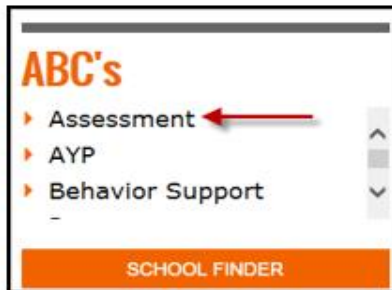 ABC's
Assessment
AYP
Behavior Support
SCHOOL FINDER